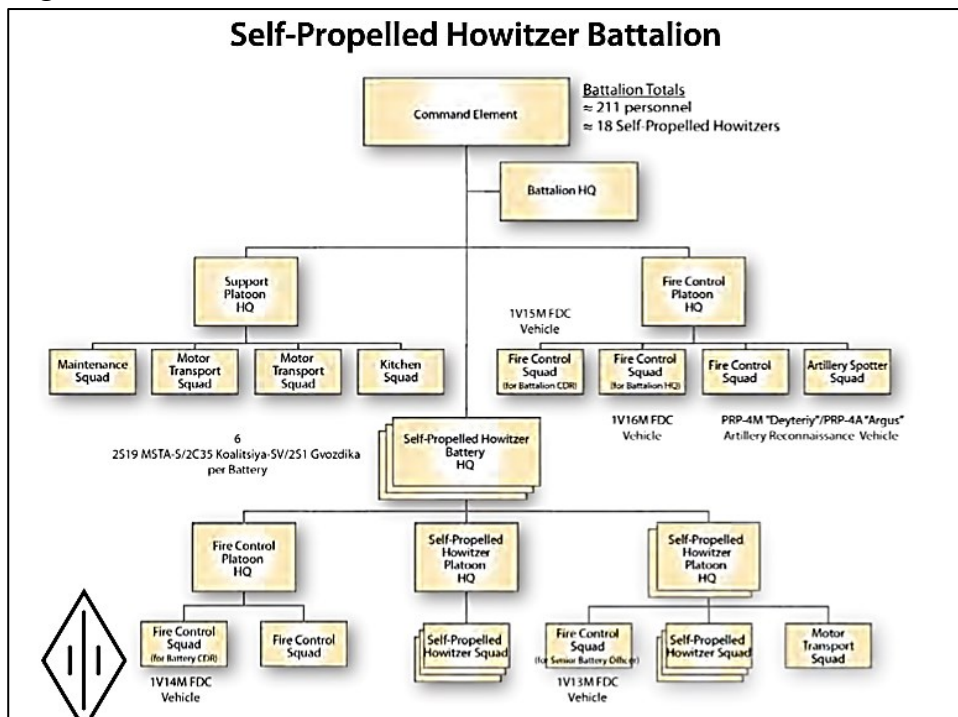 Self-Propelled Howitzer Battalion
Battalion Totals
≈ 211 personnel
≈ 18 Self-Propelled Howitzers
Command Element
Battalion HQ
Support
Platoon
HQ
Fire Control
Platoon
HQ
1V15M FDC
Vehicle
Maintenance
Squad
Motor
Transport
Squad
Motor
Transport
Squad
Kitchen
Squad
Fire Control
Squad
(for Battalion CDR)
Fire Control
Squad
(for Battalion HQ)
Fire Control
Squad
Artillery Spotter
Squad
1V16M FDC
Vehicle
PRP-4M "Deyteriy"/PRP-4A "Argus"
Artillery Reconnaissance Vehicle
6
2S19 MSTA-S/2C35 Koalitsiya-SV/2S1 Gvozdika
per Battery
Self-Propelled Howitzer
Battery
HQ
Fire Control
Platoon
HQ
Self-Propelled
Howitzer
Platoon
HQ
Self-Propelled
Howitzer
Platoon
HQ
Fire Control
Squad
(for Battery CDR)
Fire Control
Squad
Self-Propelled
Howitzer Squad
Fire Control
Squad
(for Senior Battery Officer)
Self-Propelled
Howitzer Squad
Motor
Transport
Squad
1V14M FDC
Vehicle
1V13M FDC
Vehicle